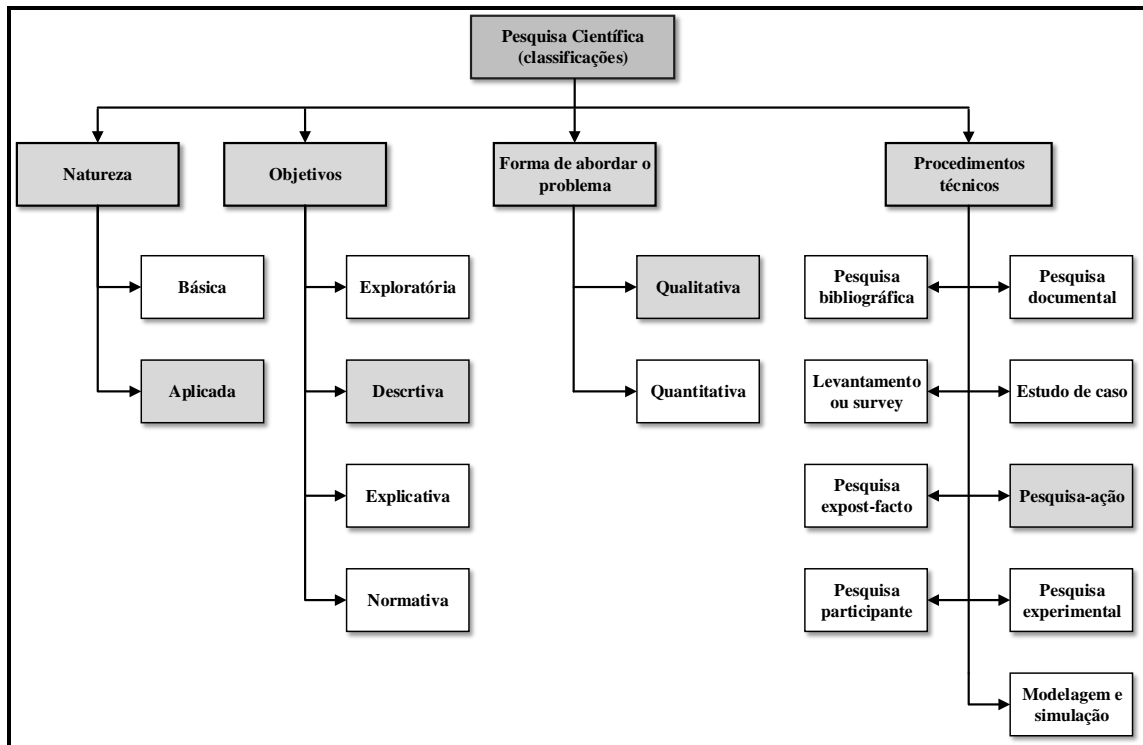 Pesquisa Científica
(classificações)
Natureza
Objetivos
Forma de abordar o
problema
Procedimentos
técnicos
Básica
Aplicada
Exploratória
Descrtiva
Explicativa
Normativa
Qualitativa
Quantitativa
Pesquisa
bibliográfica
Pesquisa
documental
Levantamento
ou survey
Estudo de caso
Pesquisa
expost-facto
Pesquisa-ação
Pesquisa
participante
Pesquisa
experimental
Modelagem e
simulação